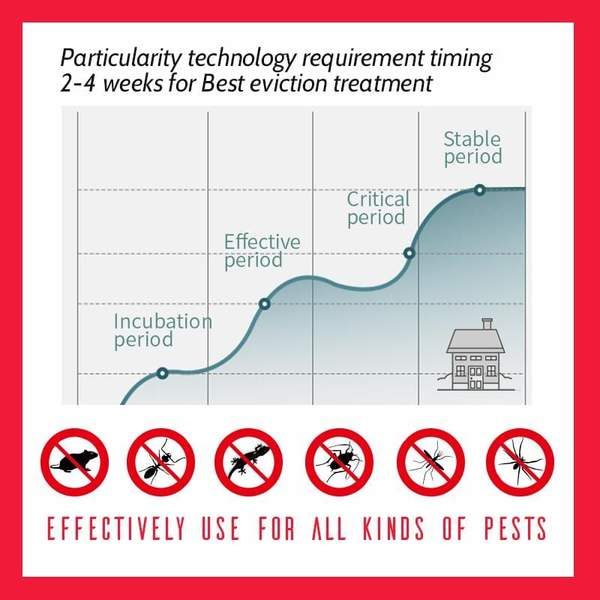 Particularity technology requirement timing
2-4 weeks for Best eviction treatment
Stable
period
Critical
period
Effective
period
Incubation
period
EFFECTIVELY USE FOR ALL KINDS OF PESTS